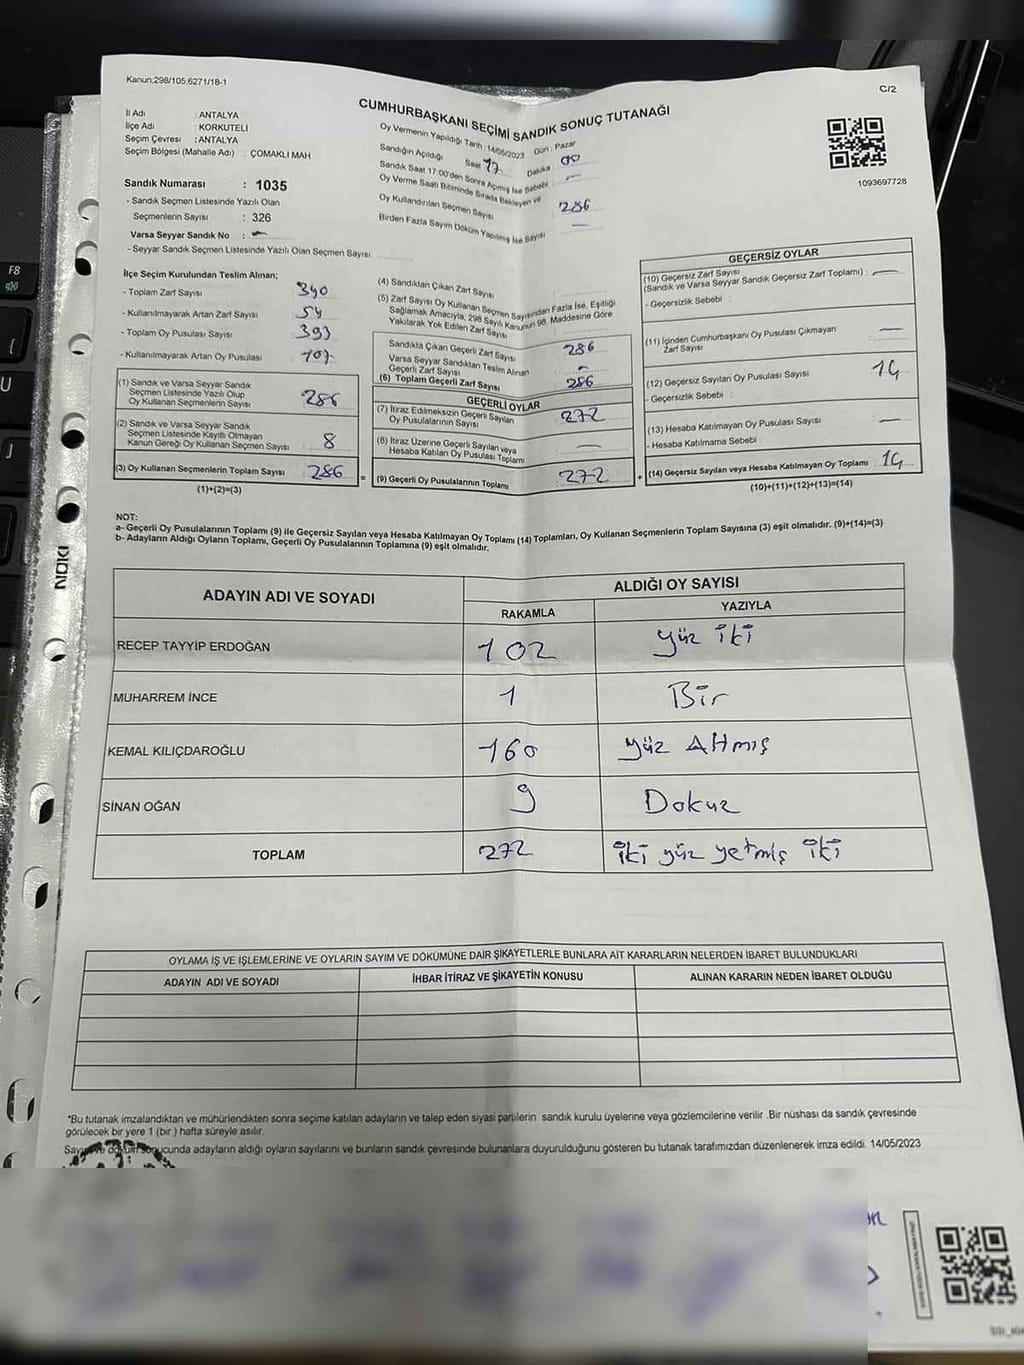 Kanun:298/105,6271/18-1
C/2
CUMHURBAŞKANI SEÇİMİ SANDIK SONUÇ TUTANAĞI
İl Adı : ANTALYA
İlçe Adı : KORKUTELİ
Seçim Çevresi : ANTALYA
Seçim Bölgesi (Mahalle Adı) : ÇOMAKLI MAH
Sandık Numarası : 1035
- Sandık Seçmen Listesinde Yazılı Olan
Seçmenlerin Sayısı : 326
Varsa Seyyar Sandık No : -
- Seyyar Sandık Seçmen Listesinde Yazılı Olan Seçmen Sayısı:
Oy Vermenin Yapıldığı Tarih : 14/05/2023 Gün : Pazar
Sandığın Açıldığı Saat 17 Dakika : 00
Sandık Saat 17:00'den Sonra Açılmış İse Sebebi : -
Oy Verme Saati Bitiminde Sırada Bekleyen ve
Oy Kullandırılan Seçmen Sayısı 286
Birden Fazla Sayım Döküm Yapılmış İse Sayısı -
1093697728
İlçe Seçim Kurulundan Teslim Alınan;
- Toplam Zarf Sayısı 340
- Kullanılmayarak Artan Zarf Sayısı 54
- Toplam Oy Pusulası Sayısı 393
- Kullanılmayarak Artan Oy Pusulası 107
(1) Sandık ve Varsa Seyyar Sandık
Seçmen Listesinde Yazılı Olup
Oy Kullanan Seçmenlerin Sayısı 286
(2) Sandık ve Varsa Seyyar Sandık
Seçmen Listesinde Kayıtlı Olmayan
Kanun Gereği Oy Kullanan Seçmen Sayısı 8
(3) Oy Kullanan Seçmenlerin Toplam Sayısı 286
(1)+(2)=(3)
(4) Sandıktan Çıkan Zarf Sayısı
(5) Zarf Sayısı Oy Kullanan Seçmen Sayısından Fazla İse, Eşitliği
Sağlamak Amacıyla, 298 Sayılı Kanunun 98. Maddesine Göre
Yakılarak Yok Edilen Zarf Sayısı
Sandıkta Çıkan Geçerli Zarf Sayısı 286
Varsa Seyyar Sandıktan Teslim Alınan
Geçerli Zarf Sayısı -
(6) Toplam Geçerli Zarf Sayısı 286
GEÇERLİ OYLAR
(7) İtiraz Edilmeksizin Geçerli Sayılan
Oy Pusulalarının Sayısı 272
(8) İtiraz Üzerine Geçerli Sayılan veya
Hesaba Katılan Oy Pusulası Toplamı -
(9) Geçerli Oy Pusulalarının Toplamı 272
=
+
GEÇERSİZ OYLAR
(10) Geçersiz Zarf Sayısı
(Sandık ve Varsa Seyyar Sandık Geçersiz Zarf Toplamı) : -
- Geçersizlik Sebebi :
(11) İçinden Cumhurbaşkanı Oy Pusulası Çıkmayan
Zarf Sayısı -
(12) Geçersiz Sayılan Oy Pusulası Sayısı 14
- Geçersizlik Sebebi :
(13) Hesaba Katılmayan Oy Pusulası Sayısı -
- Hesaba Katılmama Sebebi :
(14) Geçersiz Sayılan veya Hesaba Katılmayan Oy Toplamı 14
(10)+(11)+(12)+(13)=(14)
NOT:
a- Geçerli Oy Pusulalarının Toplamı (9) ile Geçersiz Sayılan veya Hesaba Katılmayan Oy Toplamı (14) Toplamları, Oy Kullanan Seçmenlerin Toplam Sayısına (3) eşit olmalıdır. (9)+(14)=(3)
b- Adayların Aldığı Oyların Toplamı, Geçerli Oy Pusulalarının Toplamına (9) eşit olmalıdır.
ADAYIN ADI VE SOYADI
ALDIĞI OY SAYISI
RAKAMLA YAZIYLA
RECEP TAYYİP ERDOĞAN 102 yüz iki
MUHARREM İNCE 1 Bir
KEMAL KILIÇDAROĞLU 160 yüz Altmış
SİNAN OĞAN 9 Dokuz
TOPLAM 272 iki yüz yetmiş iki
OYLAMA İŞ VE İŞLEMLERİNE VE OYLARIN SAYIM VE DÖKÜMÜNE DAİR ŞİKAYETLERLE BUNLARA AİT KARARLARIN NELERDEN İBARET BULUNDUKLARI
ADAYIN ADI VE SOYADI İHBAR İTİRAZ VE ŞİKAYETİN KONUSU ALINAN KARARIN NEDEN İBARET OLDUĞU
*Bu tutanak imzalandıktan ve mühürlendikten sonra seçime katılan adayların ve talep eden siyasi partilerin sandık kurulu üyelerine veya gözlemcilerine verilir .Bir nüshası da sandık çevresinde
görülecek bir yere 1 (bir ) hafta süreyle asılır.
Sayım ve döküm sonucunda adayların aldığı oyların sayılarını ve bunların sandık çevresinde bulunanlara duyurulduğunu gösteren bu tutanak tarafımızdan düzenlenerek imza edildi. 14/05/2023
F8
U
J